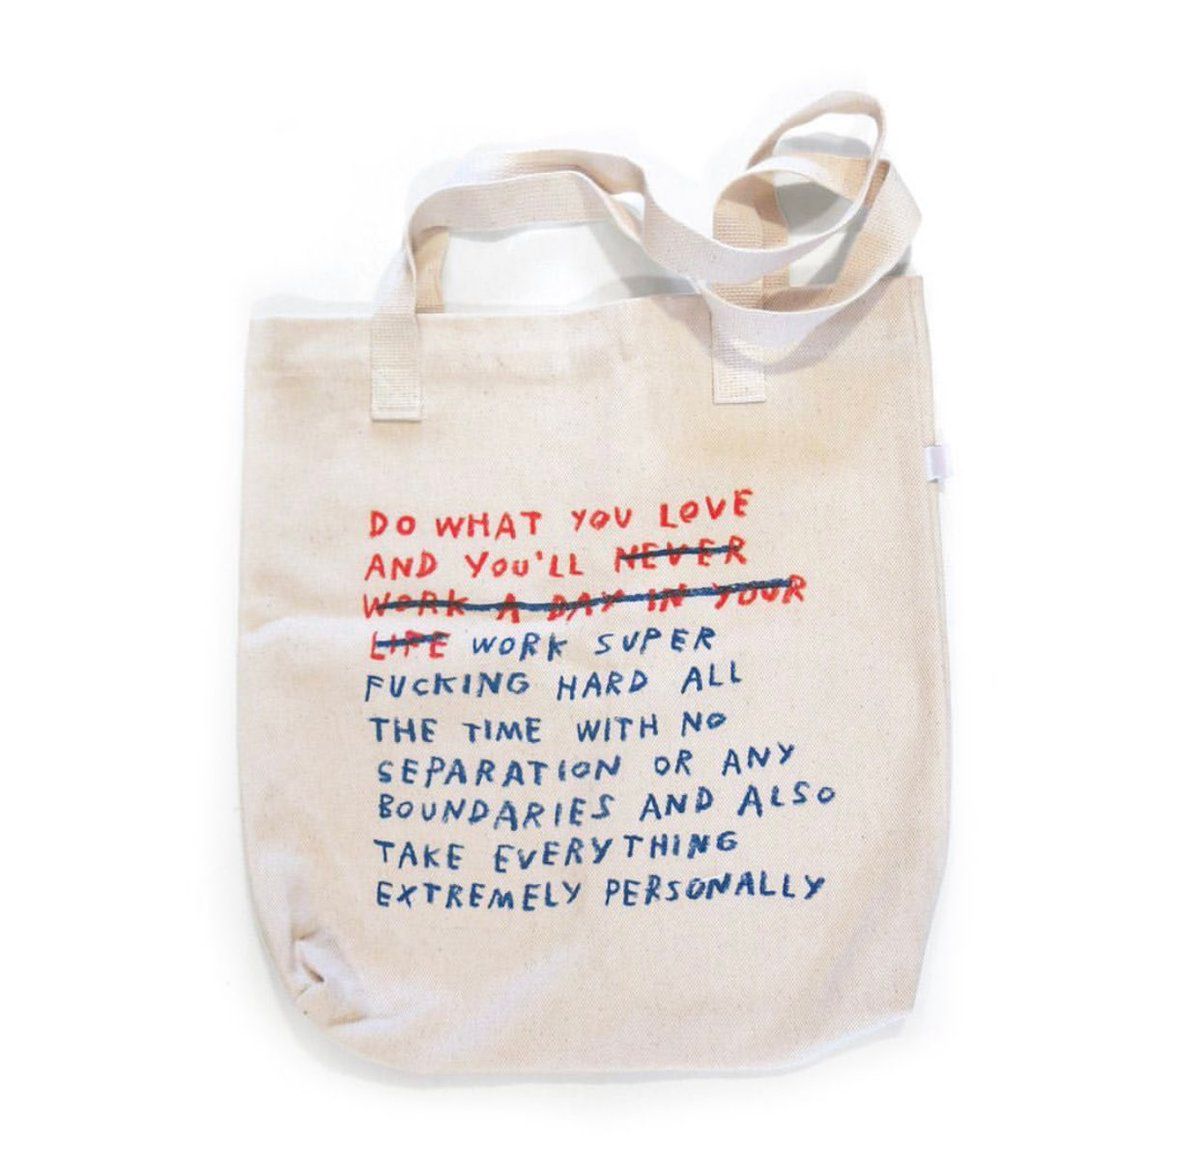 DO WHAT YOU LOVE
AND YOU'LL NEVER
WORK A DAY IN YOUR
LIFE WORK SUPER
FUCKING HARD ALL
THE TIME WITH NO
SEPARATION OR ANY
BOUNDARIES AND ALSO
TAKE EVERYTHING
EXTREMELY PERSONALLY